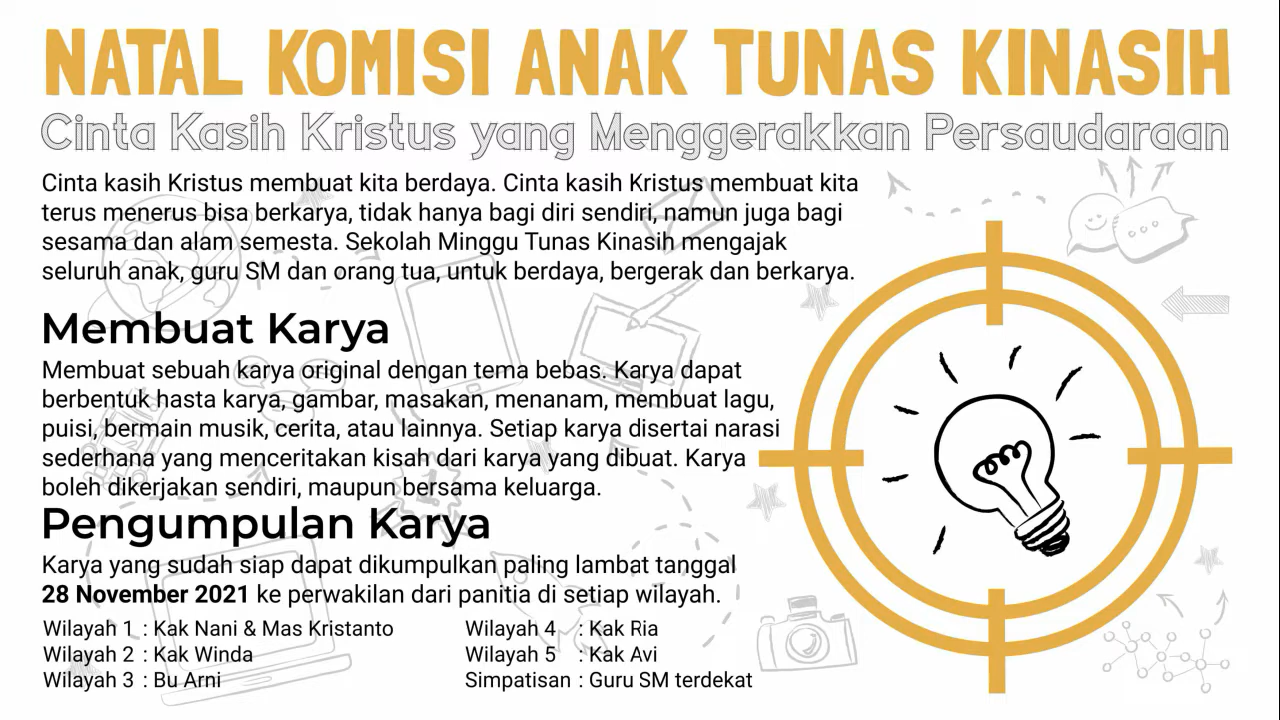 NATAL KOMISI ANAK TUNAS KINASIH
Cinta Kasih Kristus yang Menggerakkan Persaudaraan
Cinta kasih Kristus membuat kita berdaya. Cinta kasih Kristus membuat kita
terus menerus bisa berkarya, tidak hanya bagi diri sendiri, namun juga bagi
sesama dan alam semesta. Sekolah Minggu Tunas Kinasih mengajak
seluruh anak, guru SM dan orang tua, untuk berdaya, bergerak dan berkarya.
Membuat Karya
Membuat sebuah karya original dengan tema bebas. Karya dapat
berbentuk hasta karya, gambar, masakan, menanam, membuat lagu,
puisi, bermain musik, cerita, atau lainnya. Setiap karya disertai narasi
sederhana yang menceritakan kisah dari karya yang dibuat. Karya
boleh dikerjakan sendiri, maupun bersama keluarga.
Pengumpulan Karya
Karya yang sudah siap dapat dikumpulkan paling lambat tanggal
28 November 2021 ke perwakilan dari panitia di setiap wilayah.
Wilayah 1 : Kak Nani & Mas Kristanto
Wilayah 2 : Kak Winda
Wilayah 3 : Bu Arni
Wilayah 4 : Kak Ria
Wilayah 5 : Kak Avi
Simpatisan : Guru SM terdekat